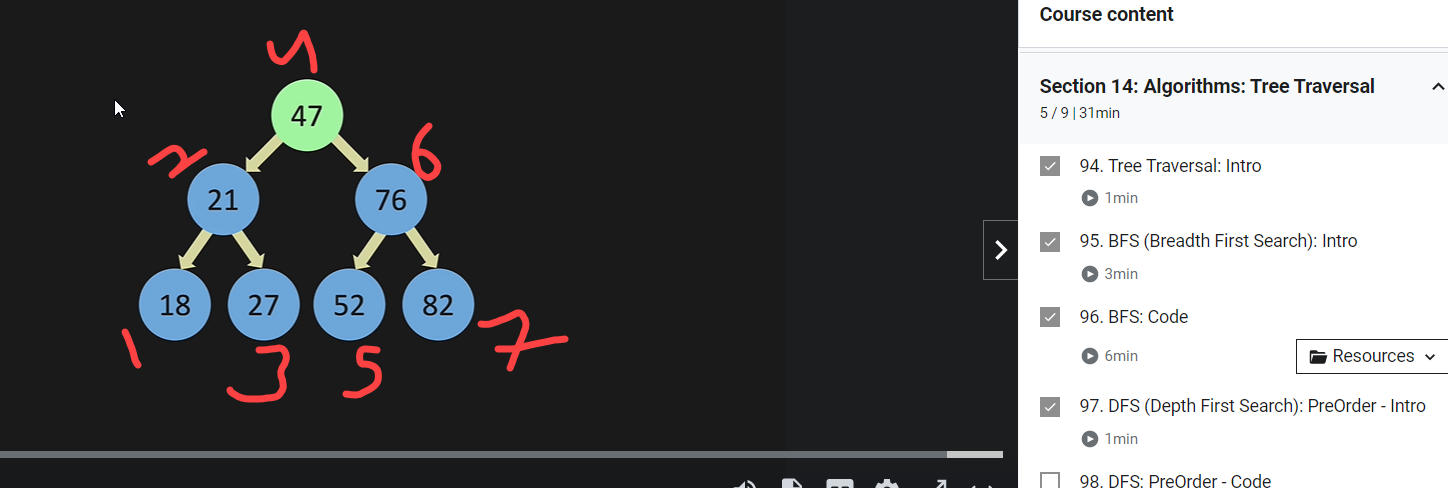 4
47
2
6
21
76
18
27
52
82
1
3
5
7
Course content
Section 14: Algorithms: Tree Traversal
5 / 9 | 31min
94. Tree Traversal: Intro
1min
95. BFS (Breadth First Search): Intro
3min
96. BFS: Code
6min
Resources
97. DFS (Depth First Search): PreOrder - Intro
1min
98. DFS: PreOrder - Code